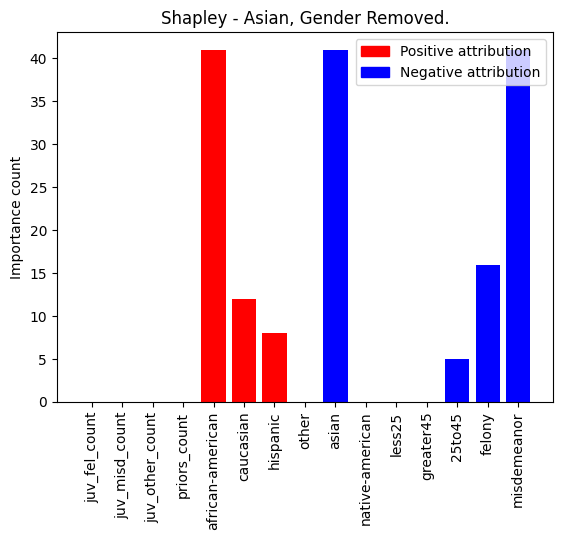 Shapley - Asian, Gender Removed.
Positive attribution
Negative attribution
Importance count
40
35
30
25
20
15
10
5
0
juv_fel_count
juv_misd_count
juv_other_count
priors_count
african-american
caucasian
hispanic
other
asian
native-american
less25
greater45
25to45
felony
misdemeanor